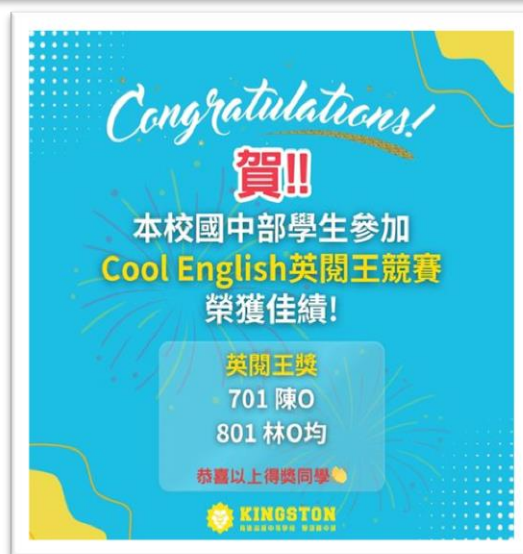 Congratulations!
賀!!
本校國中部學生參加
Cool English英閱王競賽
榮獲佳績!
英閱王獎
701 陳O
801 林O均
恭喜以上得獎同學👏
KINGSTON